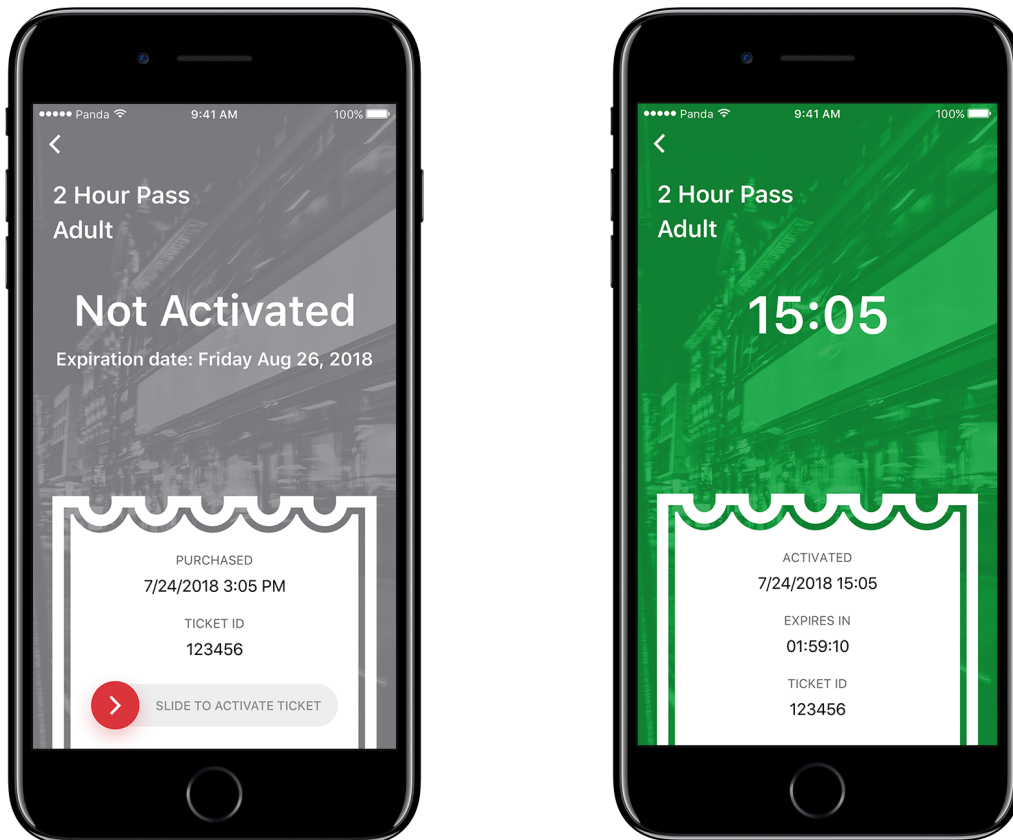 Panda 9:41 AM 100%
2 Hour Pass
Adult
Not Activated
Expiration date: Friday Aug 26, 2018
PURCHASED
7/24/2018 3:05 PM
TICKET ID
123456
SLIDE TO ACTIVATE TICKET
Panda 9:41 AM 100%
2 Hour Pass
Adult
15:05
ACTIVATED
7/24/2018 15:05
EXPIRES IN
01:59:10
TICKET ID
123456